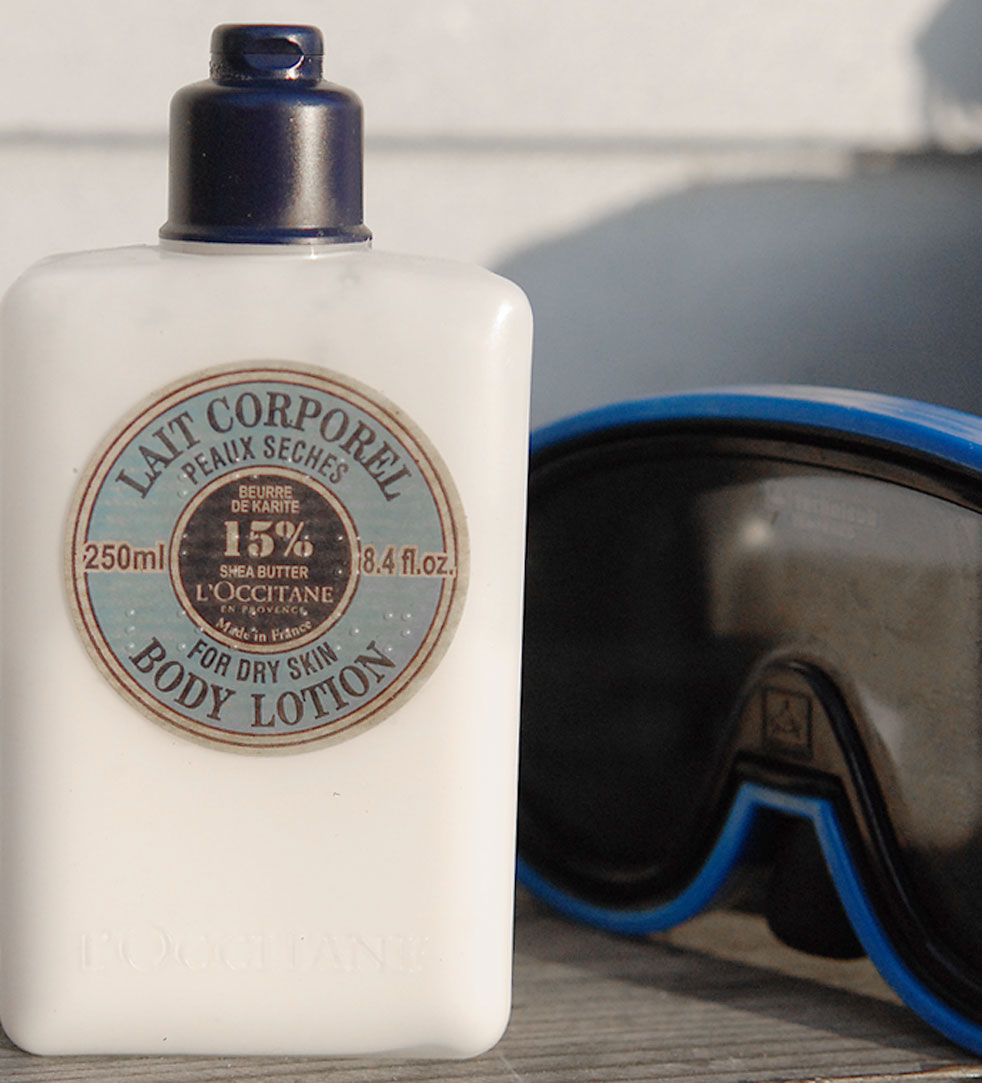 LAIT CORPOREL
PEAUX SECHES
BEURRE
DE KARITE
15%
250ml
8.4 fl.oz.
SHEA BUTTER
L'OCCITANE
EN PROVENCE
Made in France
FOR DRY SKIN
BODY LOTION
L'OCCITANE